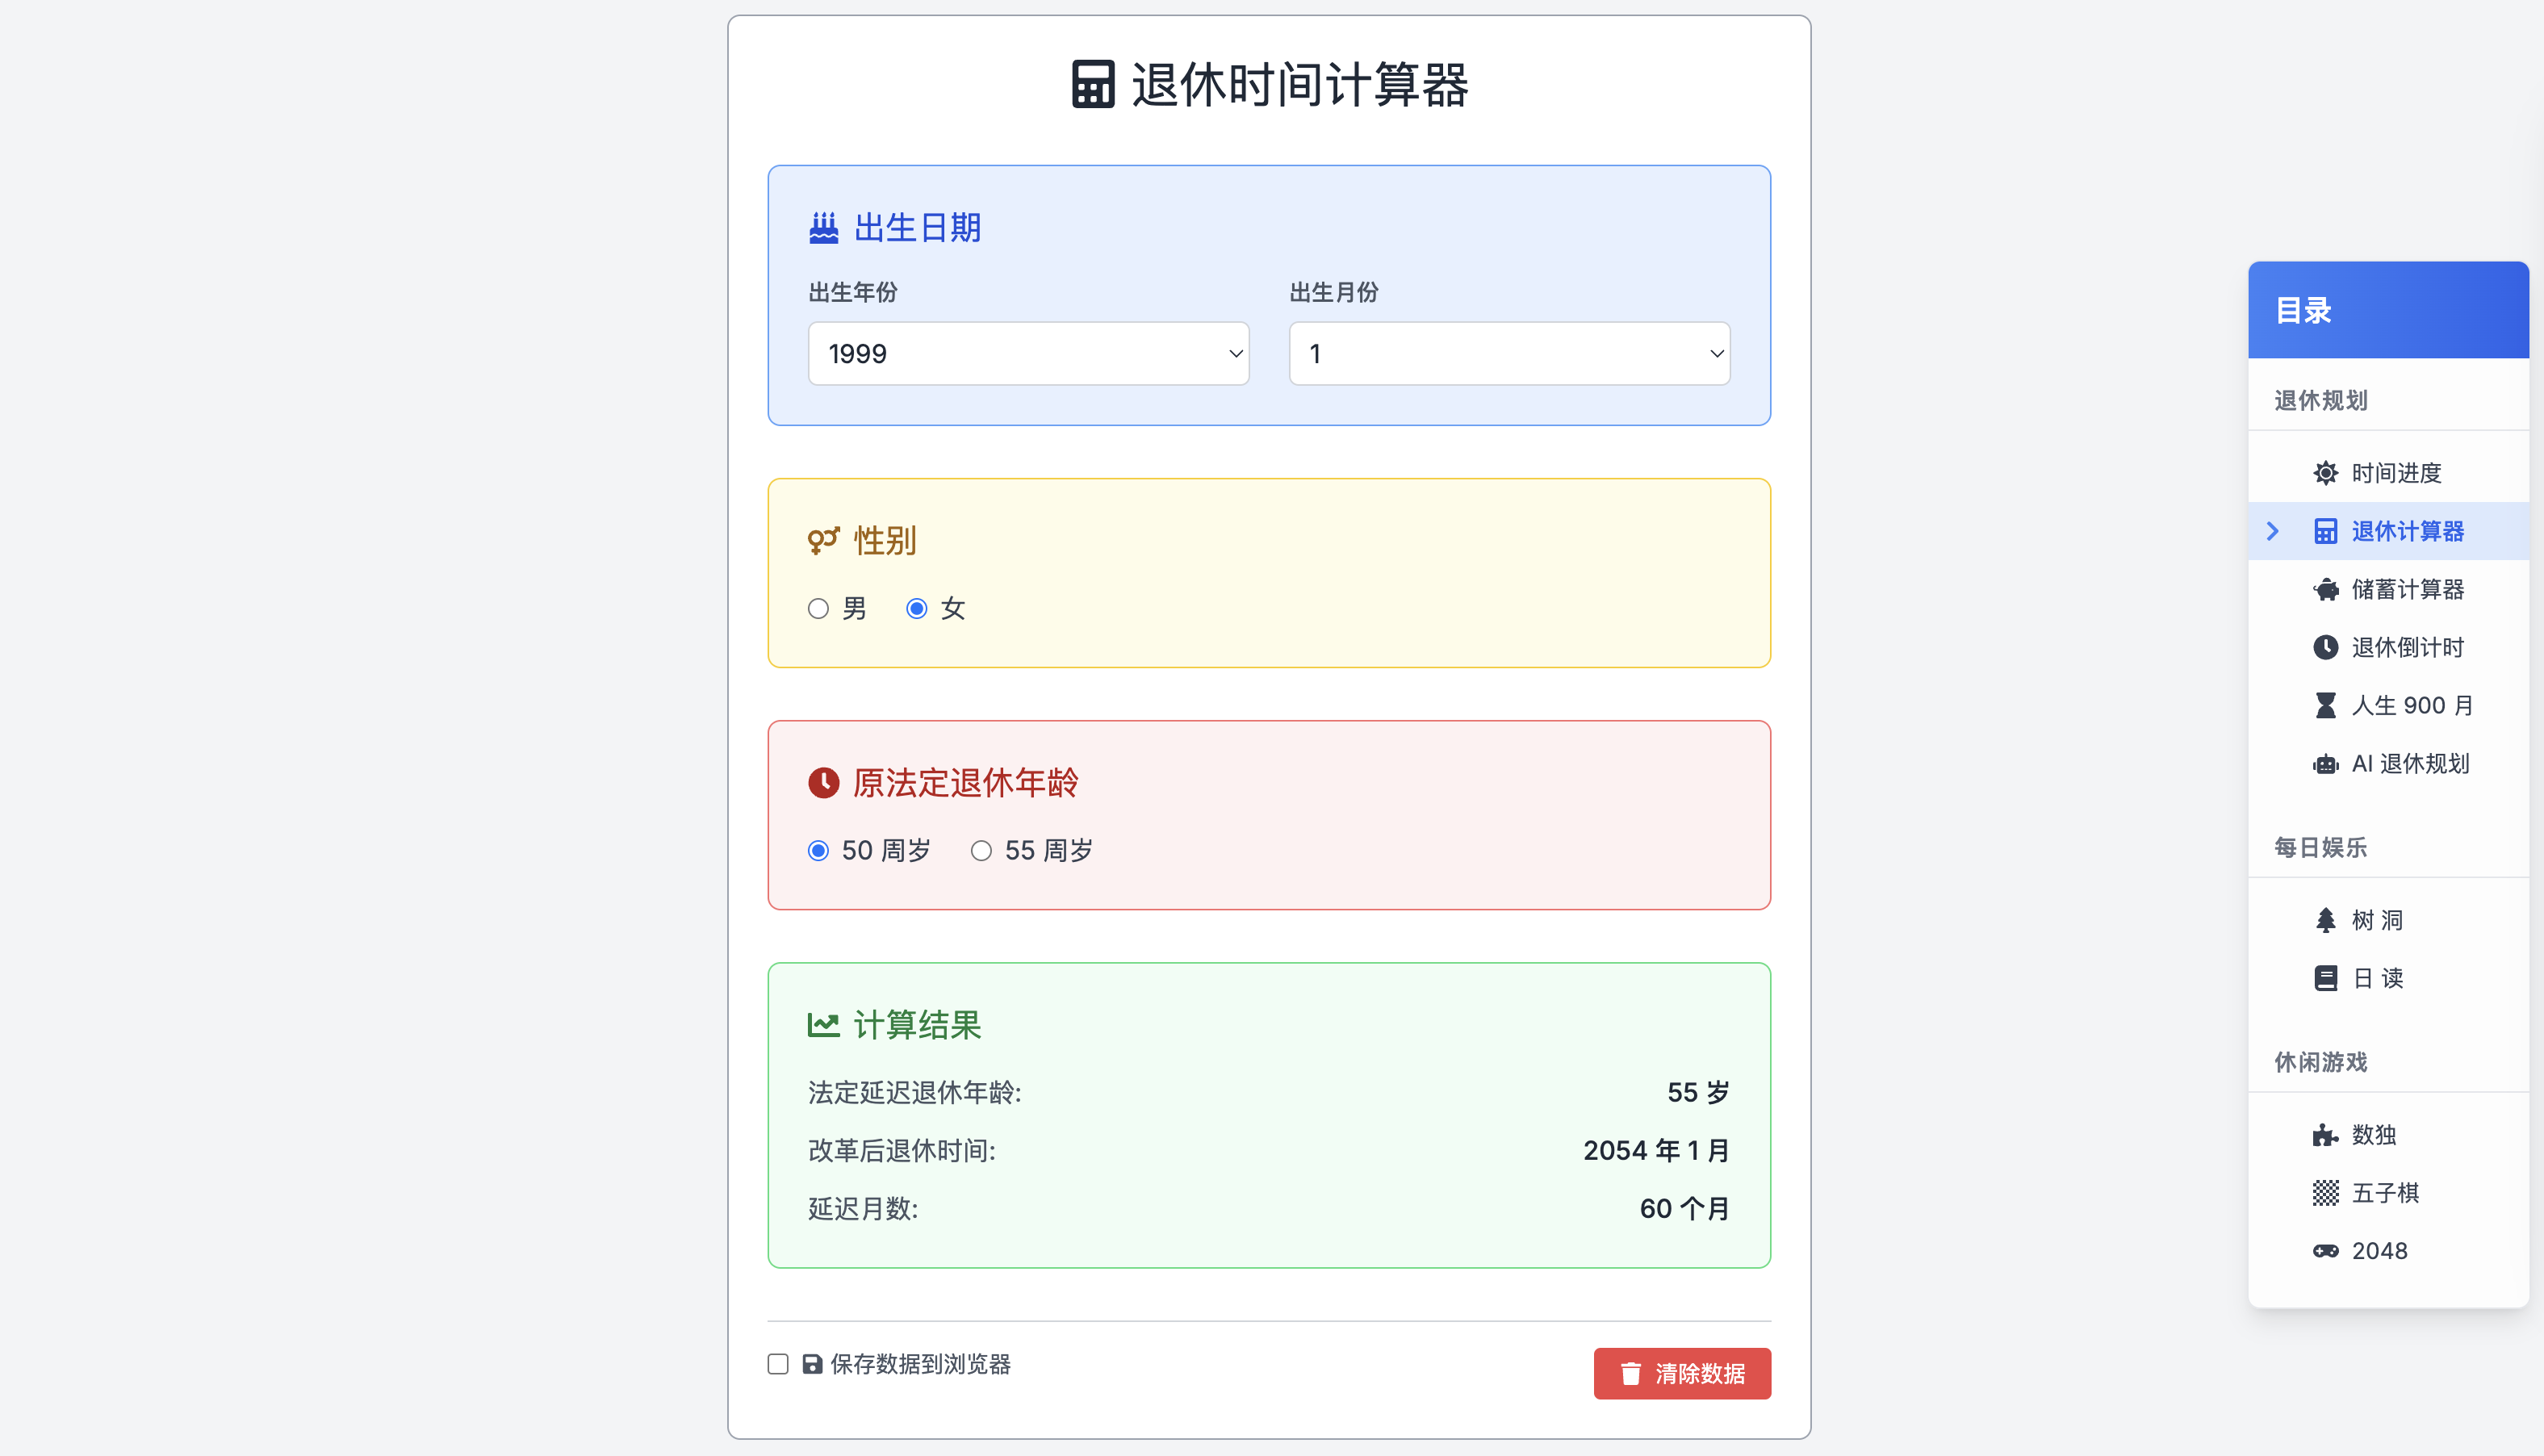 退休时间计算器
出生日期
出生年份 出生月份
1999 1
性别
男 女
原法定退休年龄
50 周岁 55 周岁
计算结果
法定延迟退休年龄: 55 岁
改革后退休时间: 2054 年 1 月
延迟月数: 60 个月
保存数据到浏览器 清除数据
目录
退休规划
时间进度
退休计算器
储蓄计算器
退休倒计时
人生 900 月
AI 退休规划
每日娱乐
树 洞
日 读
休闲游戏
数独
五子棋
2048